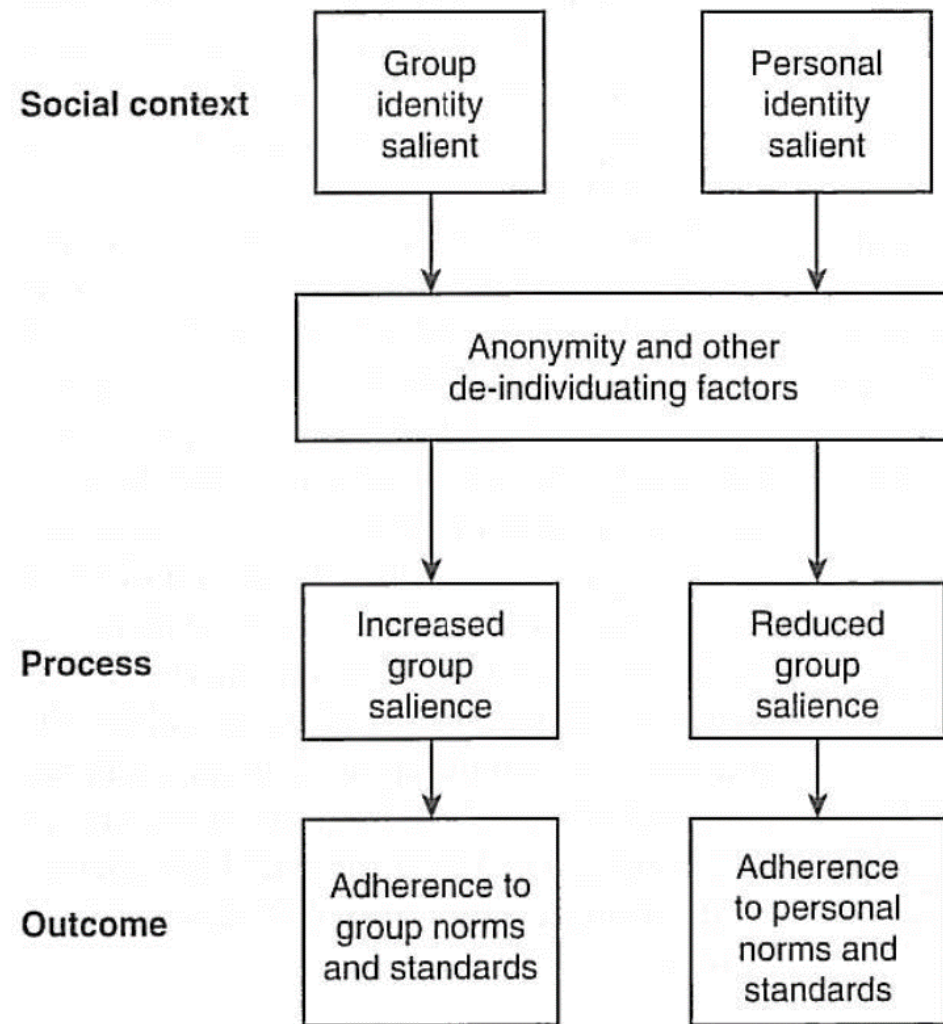 Group
identity
salient
Personal
identity
salient
Social context
Anonymity and other
de-individuating factors
Increased
group
salience
Reduced
group
salience
Process
Adherence to
group norms
and standards
Adherence
to personal
norms and
standards
Outcome